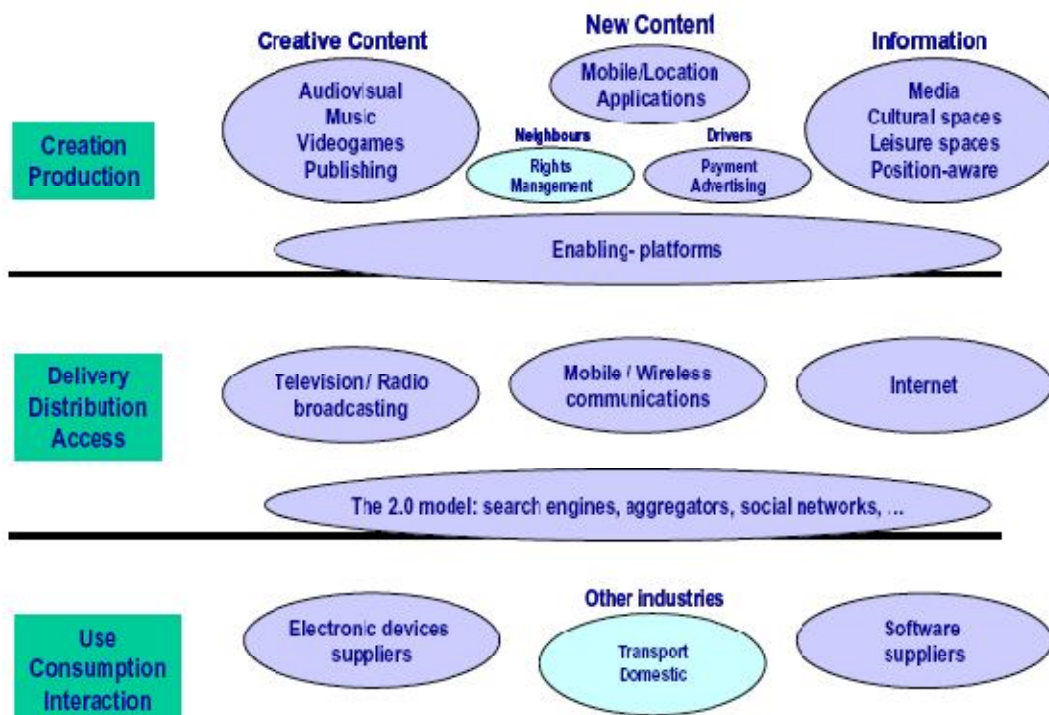 Creative Content
New Content
Information
Creation
Production
Audiovisual
Music
Videogames
Publishing
Mobile/Location
Applications
Neighbours
Rights
Management
Drivers
Payment
Advertising
Media
Cultural spaces
Leisure spaces
Position-aware
Enabling- platforms
Delivery
Distribution
Access
Television / Radio
broadcasting
Mobile / Wireless
communications
Internet
The 2.0 model: search engines, aggregators, social networks, ...
Use
Consumption
Interaction
Electronic devices
suppliers
Other industries
Transport
Domestic
Software
suppliers